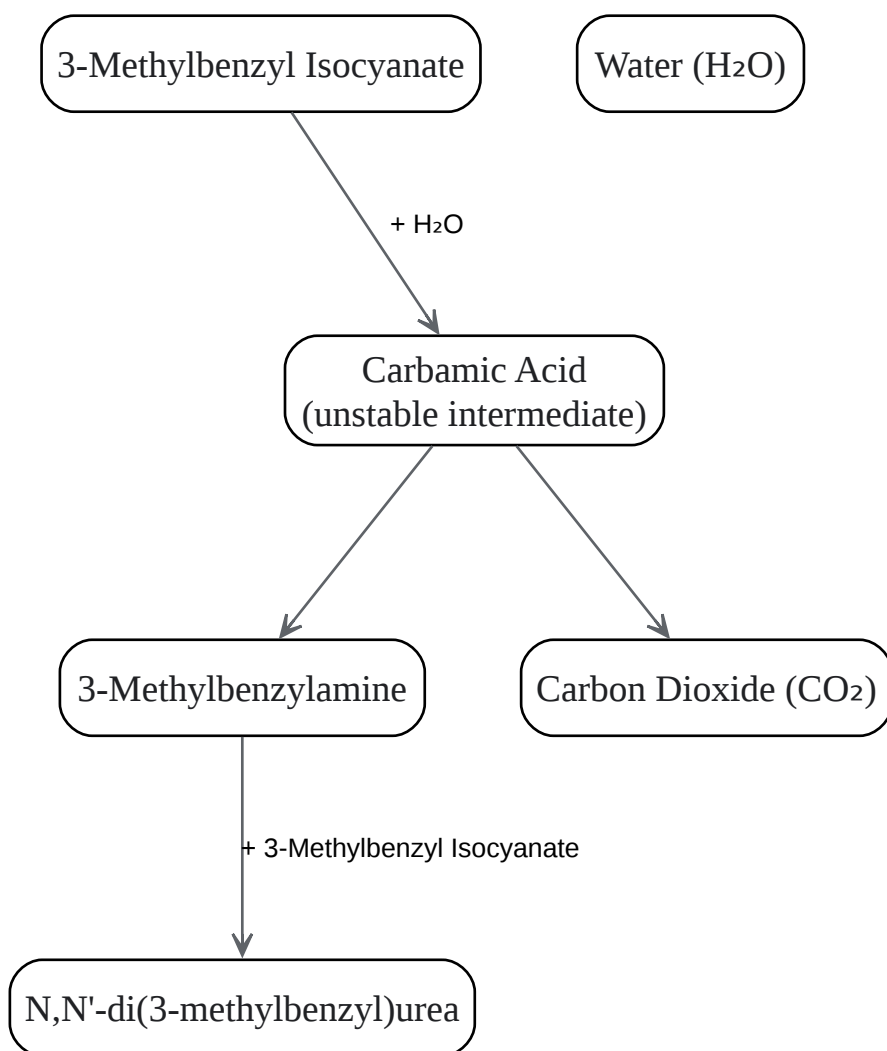 3-Methylbenzyl Isocyanate
Water (H₂O)
+ H₂O
Carbamic Acid
(unstable intermediate)
3-Methylbenzylamine
Carbon Dioxide (CO₂)
+ 3-Methylbenzyl Isocyanate
N,N'-di(3-methylbenzyl)urea